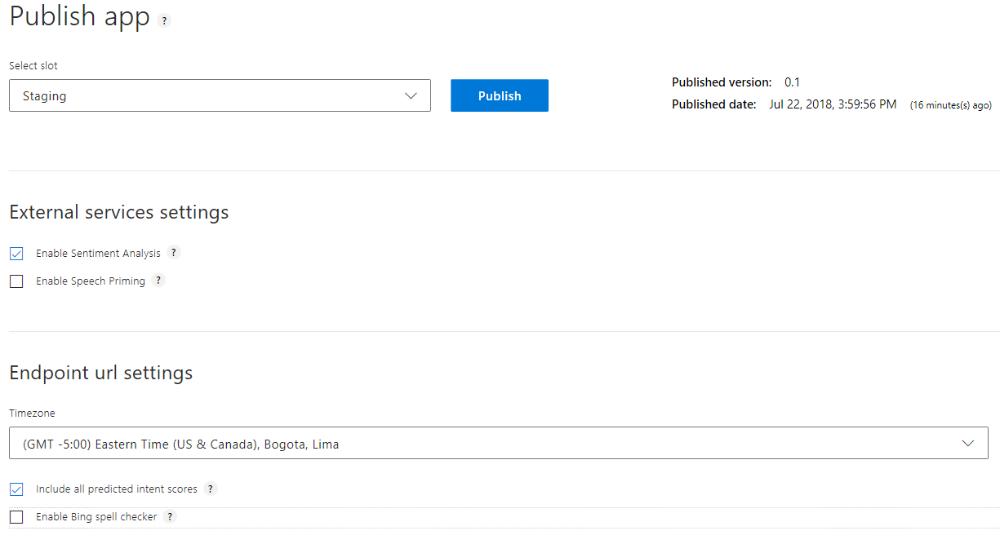 Publish app ?
Select slot
Staging
Publish
Published version: 0.1
Published date: Jul 22, 2018, 3:59:56 PM (16 minutes(s) ago)
External services settings
Enable Sentiment Analysis ?
Enable Speech Priming ?
Endpoint url settings
Timezone
(GMT -5:00) Eastern Time (US & Canada), Bogota, Lima
Include all predicted intent scores ?
Enable Bing spell checker ?